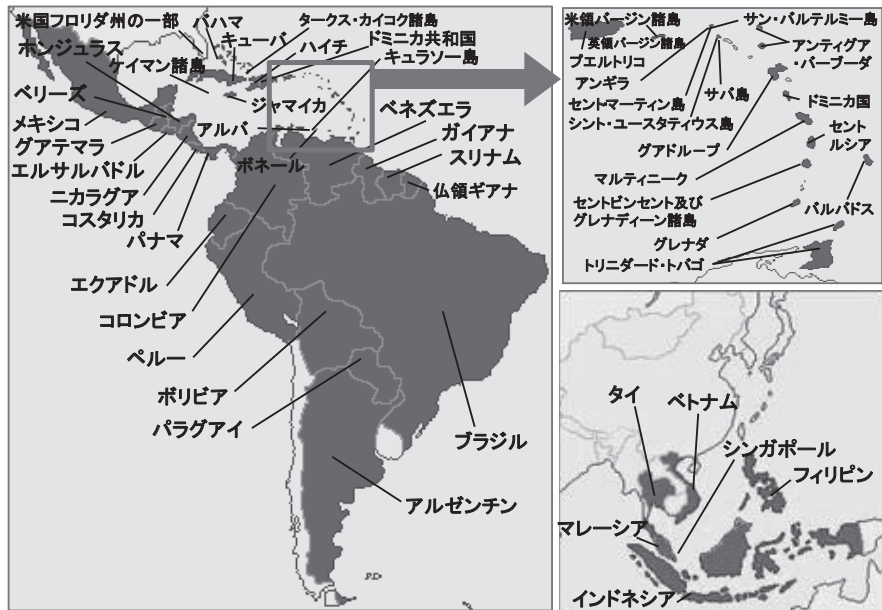 米国フロリダ州の一部
バハマ
タークス・カイコク諸島
ホンジュラス
キューバ
ハイチ
ドミニカ共和国
ケイマン諸島
キュラソー島
ベリーズ
ジャマイカ
ベネズエラ
メキシコ
アルバ
ガイアナ
グアテマラ
ボネール
スリナム
エルサルバドル
仏領ギアナ
ニカラグア
コスタリカ
パナマ
エクアドル
コロンビア
ペルー
ボリビア
パラグアイ
ブラジル
アルゼンチン
米領バージン諸島
サン・バルテルミー島
英領バージン諸島
アンティグア
・バーブーダ
プエルトリコ
アンギラ
サバ島
セントマーティン島
ドミニカ国
シント・ユースタティウス島
セント
ルシア
グアドループ
マルティニーク
セントビンセント及び
グレナディーン諸島
バルバドス
グレナダ
トリニダード・トバゴ
タイ
ベトナム
シンガポール
フィリピン
マレーシア
インドネシア